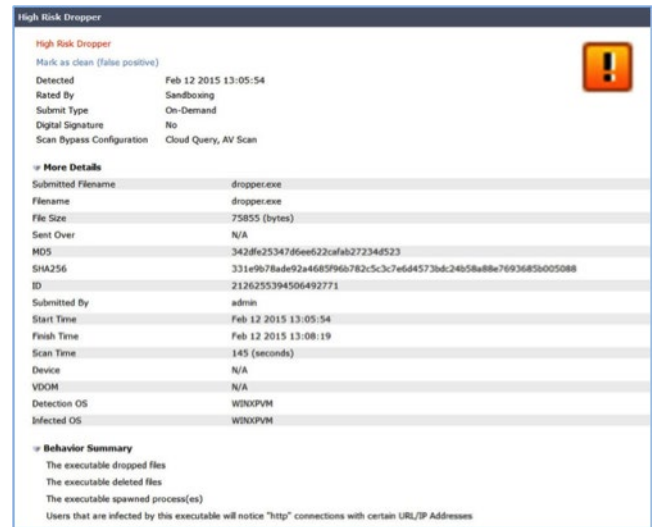 High Risk Dropper
High Risk Dropper
Mark as clean (false positive)
Detected Feb 12 2015 13:05:54
Rated By Sandboxing
Submit Type On-Demand
Digital Signature No
Scan Bypass Configuration Cloud Query, AV Scan
More Details
Submitted Filename dropper.exe
Filename dropper.exe
File Size 75855 (bytes)
Sent Over N/A
MD5 342dfe25347d6ee622cafab27234d523
SHA256 331e9b78ade92a4685f96b782c5c3c7e6d4573bdc24b58a88e7693685b005088
ID 2126255394506492771
Submitted By admin
Start Time Feb 12 2015 13:05:54
Finish Time Feb 12 2015 13:08:19
Scan Time 145 (seconds)
Device N/A
VDOM N/A
Detection OS WINXPVM
Infected OS WINXPVM
Behavior Summary
The executable dropped files
The executable deleted files
The executable spawned process(es)
Users that are infected by this executable will notice "http" connections with certain URL/IP Addresses